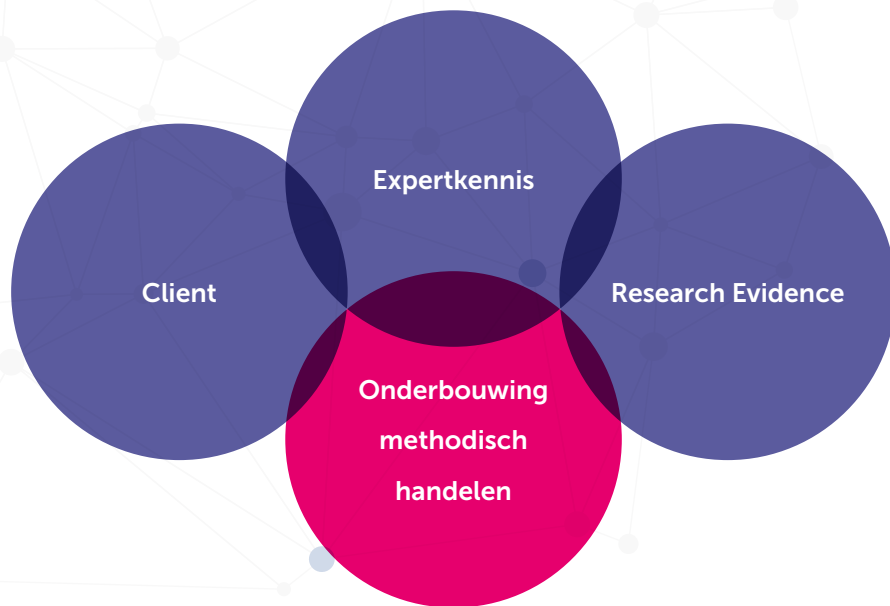 Expertkennis
Client
Research Evidence
Onderbouwing
methodisch
handelen